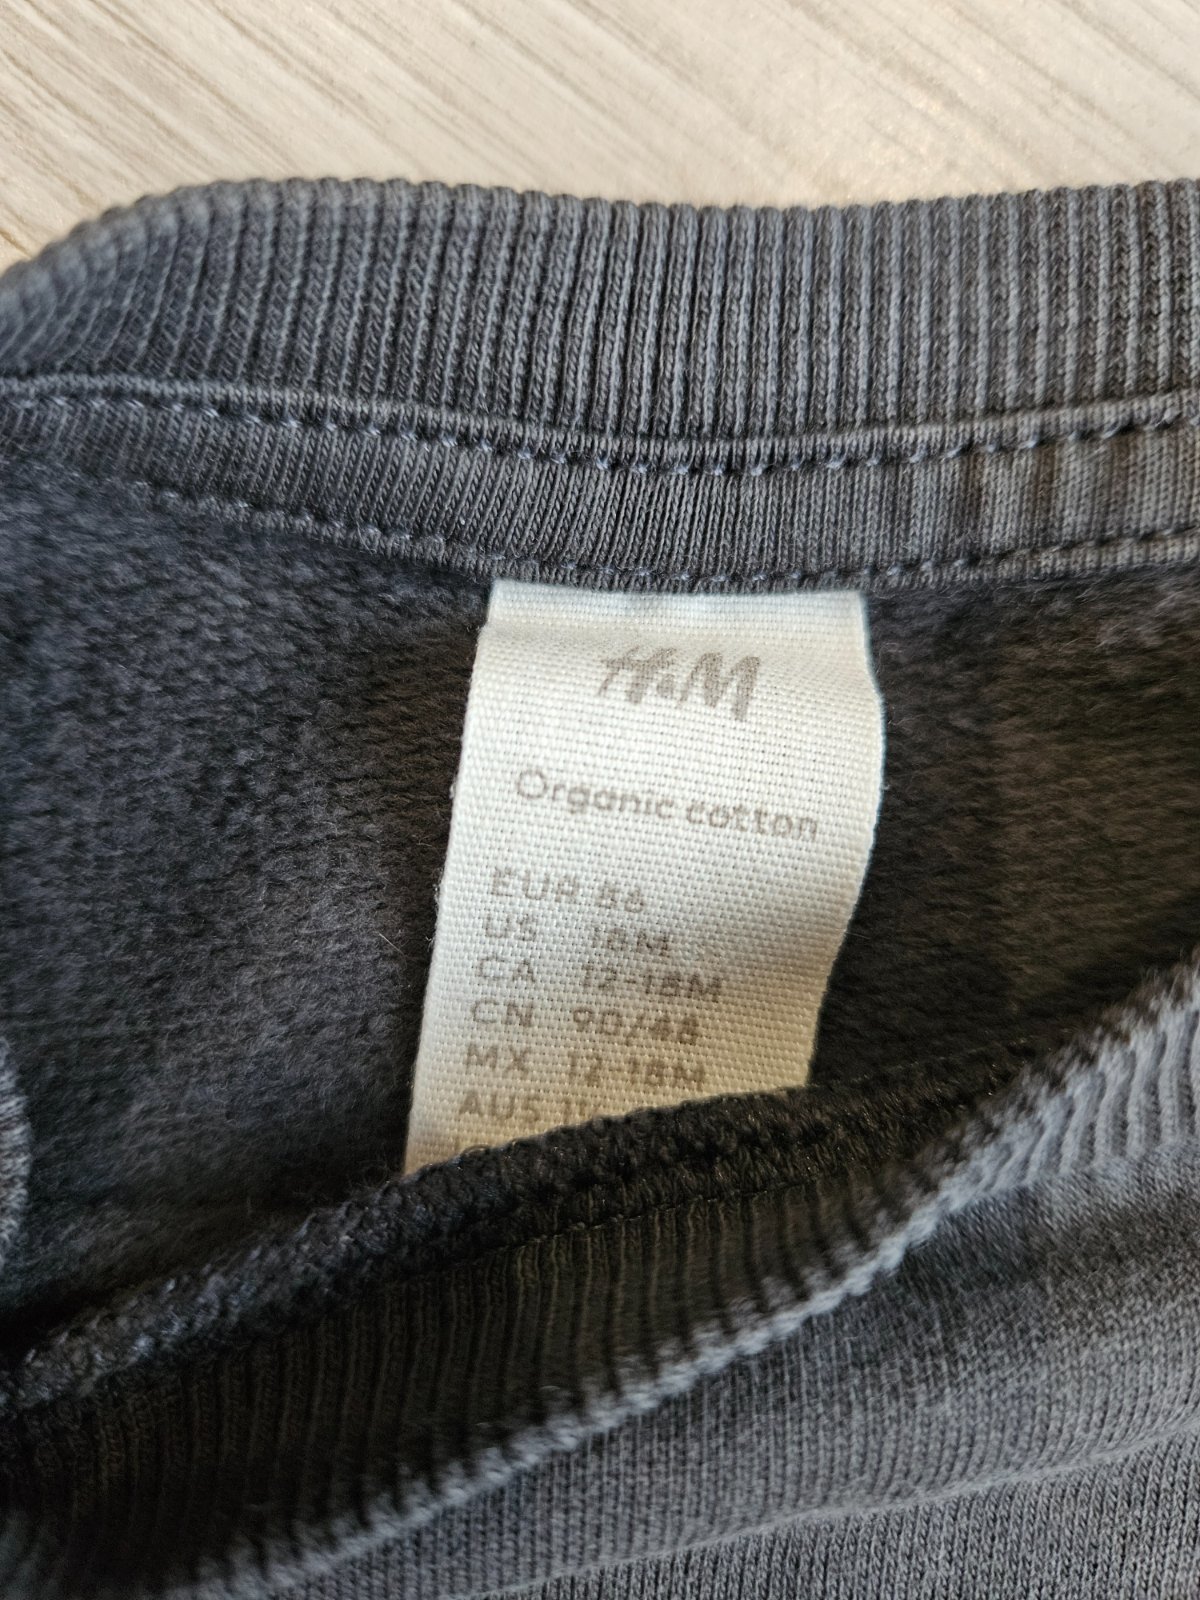 H&M
Organic cotton
EUR 86
US 18M
CA 12-18M
CN 90/48
MX 12-18M
AUS